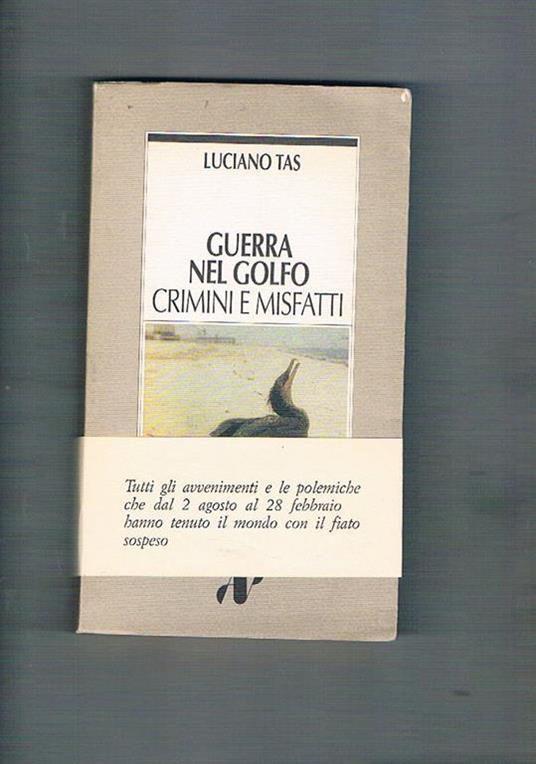 LUCIANO TAS
GUERRA
NEL GOLFO
CRIMINI E MISFATTI
Tutti gli avvenimenti e le polemiche
che dal 2 agosto al 28 febbraio
hanno tenuto il mondo con il fiato
sospeso